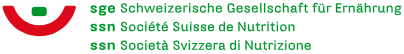 sge Schweizerische Gesellschaft für Ernährung
ssn Société Suisse de Nutrition
ssn Società Svizzera di Nutrizione